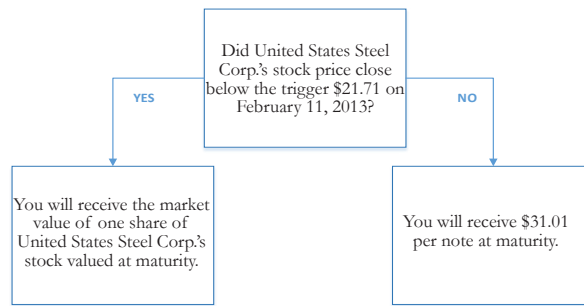 Did United States Steel
Corp.'s stock price close
below the trigger $21.71 on
February 11, 2013?
YES
NO
You will receive the market
value of one share of
United States Steel Corp.'s
stock valued at maturity.
You will receive $31.01
per note at maturity.